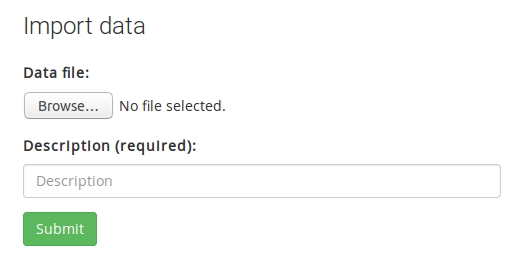 Import data
Data file:
Browse... No file selected.
Description (required):
Description
Submit